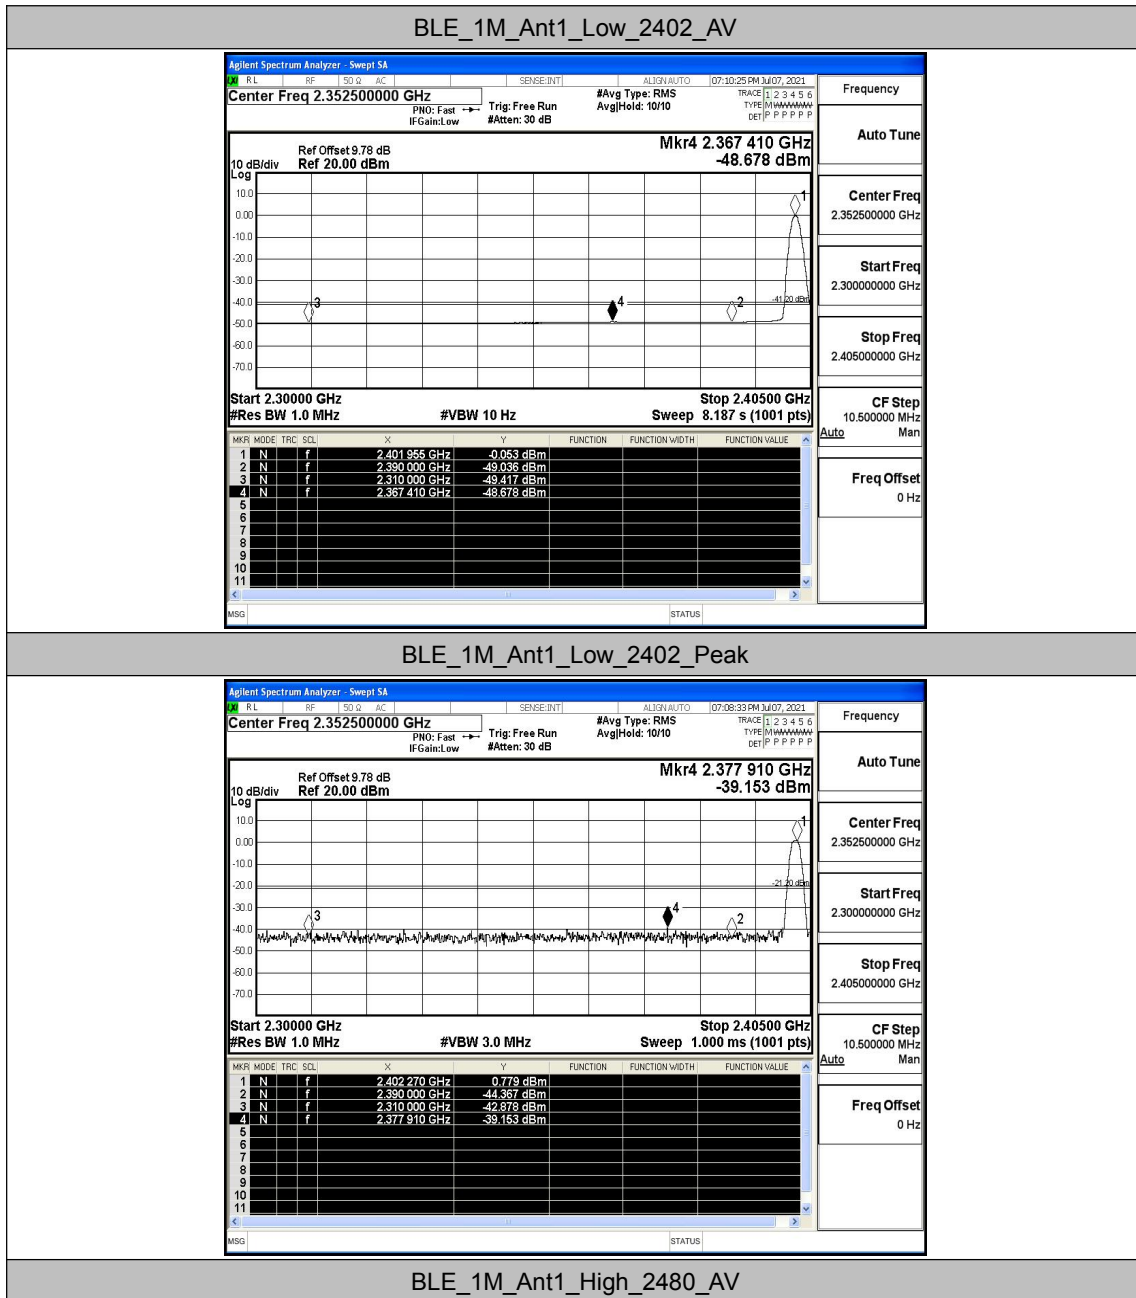 BLE_1M_Ant1_Low_2402_AV
Agilent Spectrum Analyzer - Swept SA
LXI RL RF 50 Ω AC SENSE:INT ALIGN AUTO 07:10:25 PM Jul 07, 2021
Center Freq 2.352500000 GHz #Avg Type: RMS TRACE 1 2 3 4 5 6
PNO: Fast Trig: Free Run Avg|Hold: 10/10 TYPE M
IFGain:Low #Atten: 30 dB DET P P P P P P
Mkr4 2.367 410 GHz
-48.678 dBm
Ref Offset 9.78 dB
10 dB/div Ref 20.00 dBm
Log
10.0
0.00
-10.0
-20.0
-30.0
-40.0
-50.0
-60.0
-70.0
1
3
4
2
-41.20 dBm
Start 2.30000 GHz Stop 2.40500 GHz
#Res BW 1.0 MHz #VBW 10 Hz Sweep 8.187 s (1001 pts)
MKR MODE TRC SCL X Y FUNCTION FUNCTION WIDTH FUNCTION VALUE
1 N f 2.401 955 GHz -0.053 dBm
2 N f 2.390 000 GHz -49.036 dBm
3 N f 2.310 000 GHz -49.417 dBm
4 N f 2.367 410 GHz -48.678 dBm
5
6
7
8
9
10
11
MSG STATUS
Frequency
Auto Tune
Center Freq
2.352500000 GHz
Start Freq
2.300000000 GHz
Stop Freq
2.405000000 GHz
CF Step
10.500000 MHz
Auto Man
Freq Offset
0 Hz
BLE_1M_Ant1_Low_2402_Peak
Agilent Spectrum Analyzer - Swept SA
LXI RL RF 50 Ω AC SENSE:INT ALIGN AUTO 07:08:33 PM Jul 07, 2021
Center Freq 2.352500000 GHz #Avg Type: RMS TRACE 1 2 3 4 5 6
PNO: Fast Trig: Free Run Avg|Hold: 10/10 TYPE M
IFGain:Low #Atten: 30 dB DET P P P P P P
Mkr4 2.377 910 GHz
-39.153 dBm
Ref Offset 9.78 dB
10 dB/div Ref 20.00 dBm
Log
10.0
0.00
-10.0
-20.0
-30.0
-40.0
-50.0
-60.0
-70.0
1
3
4
2
-21.20 dBm
Start 2.30000 GHz Stop 2.40500 GHz
#Res BW 1.0 MHz #VBW 3.0 MHz Sweep 1.000 ms (1001 pts)
MKR MODE TRC SCL X Y FUNCTION FUNCTION WIDTH FUNCTION VALUE
1 N f 2.402 270 GHz 0.779 dBm
2 N f 2.390 000 GHz -44.367 dBm
3 N f 2.310 000 GHz -42.878 dBm
4 N f 2.377 910 GHz -39.153 dBm
5
6
7
8
9
10
11
MSG STATUS
Frequency
Auto Tune
Center Freq
2.352500000 GHz
Start Freq
2.300000000 GHz
Stop Freq
2.405000000 GHz
CF Step
10.500000 MHz
Auto Man
Freq Offset
0 Hz
BLE_1M_Ant1_High_2480_AV